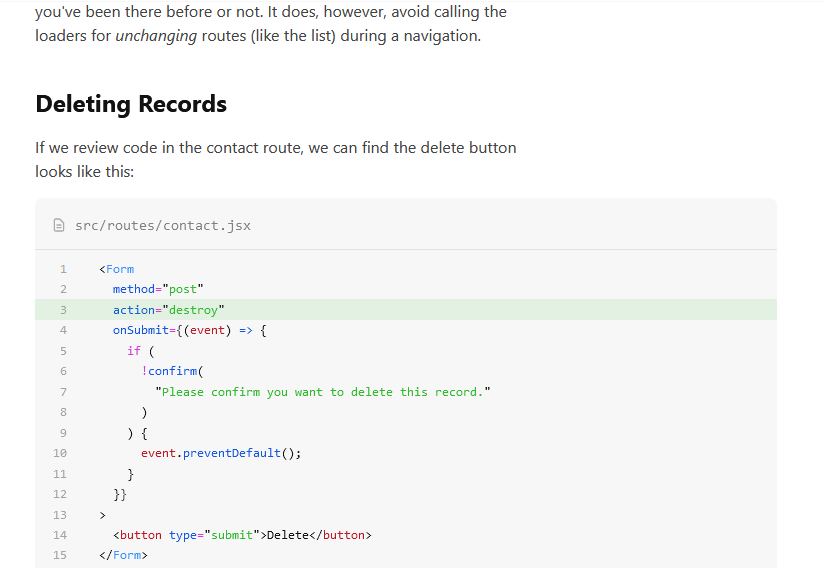 you've been there before or not. It does, however, avoid calling the
loaders for unchanging routes (like the list) during a navigation.
Deleting Records
If we review code in the contact route, we can find the delete button
looks like this:
src/routes/contact.jsx
1 <Form
2 method="post"
3 action="destroy"
4 onSubmit={(event) => {
5 if (
6 !confirm(
7 "Please confirm you want to delete this record."
8 )
9 ) {
10 event.preventDefault();
11 }
12 }}
13 >
14 <button type="submit">Delete</button>
15 </Form>